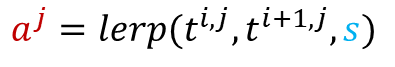 a^j = lerp(t^{i,j}, t^{i+1,j}, s)